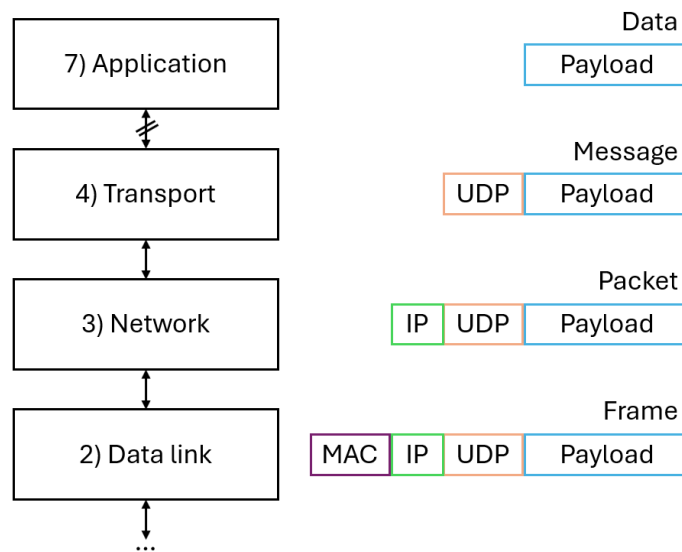 Data
7) Application Payload
Message
4) Transport UDP Payload
Packet
3) Network IP UDP Payload
Frame
2) Data link MAC IP UDP Payload
...